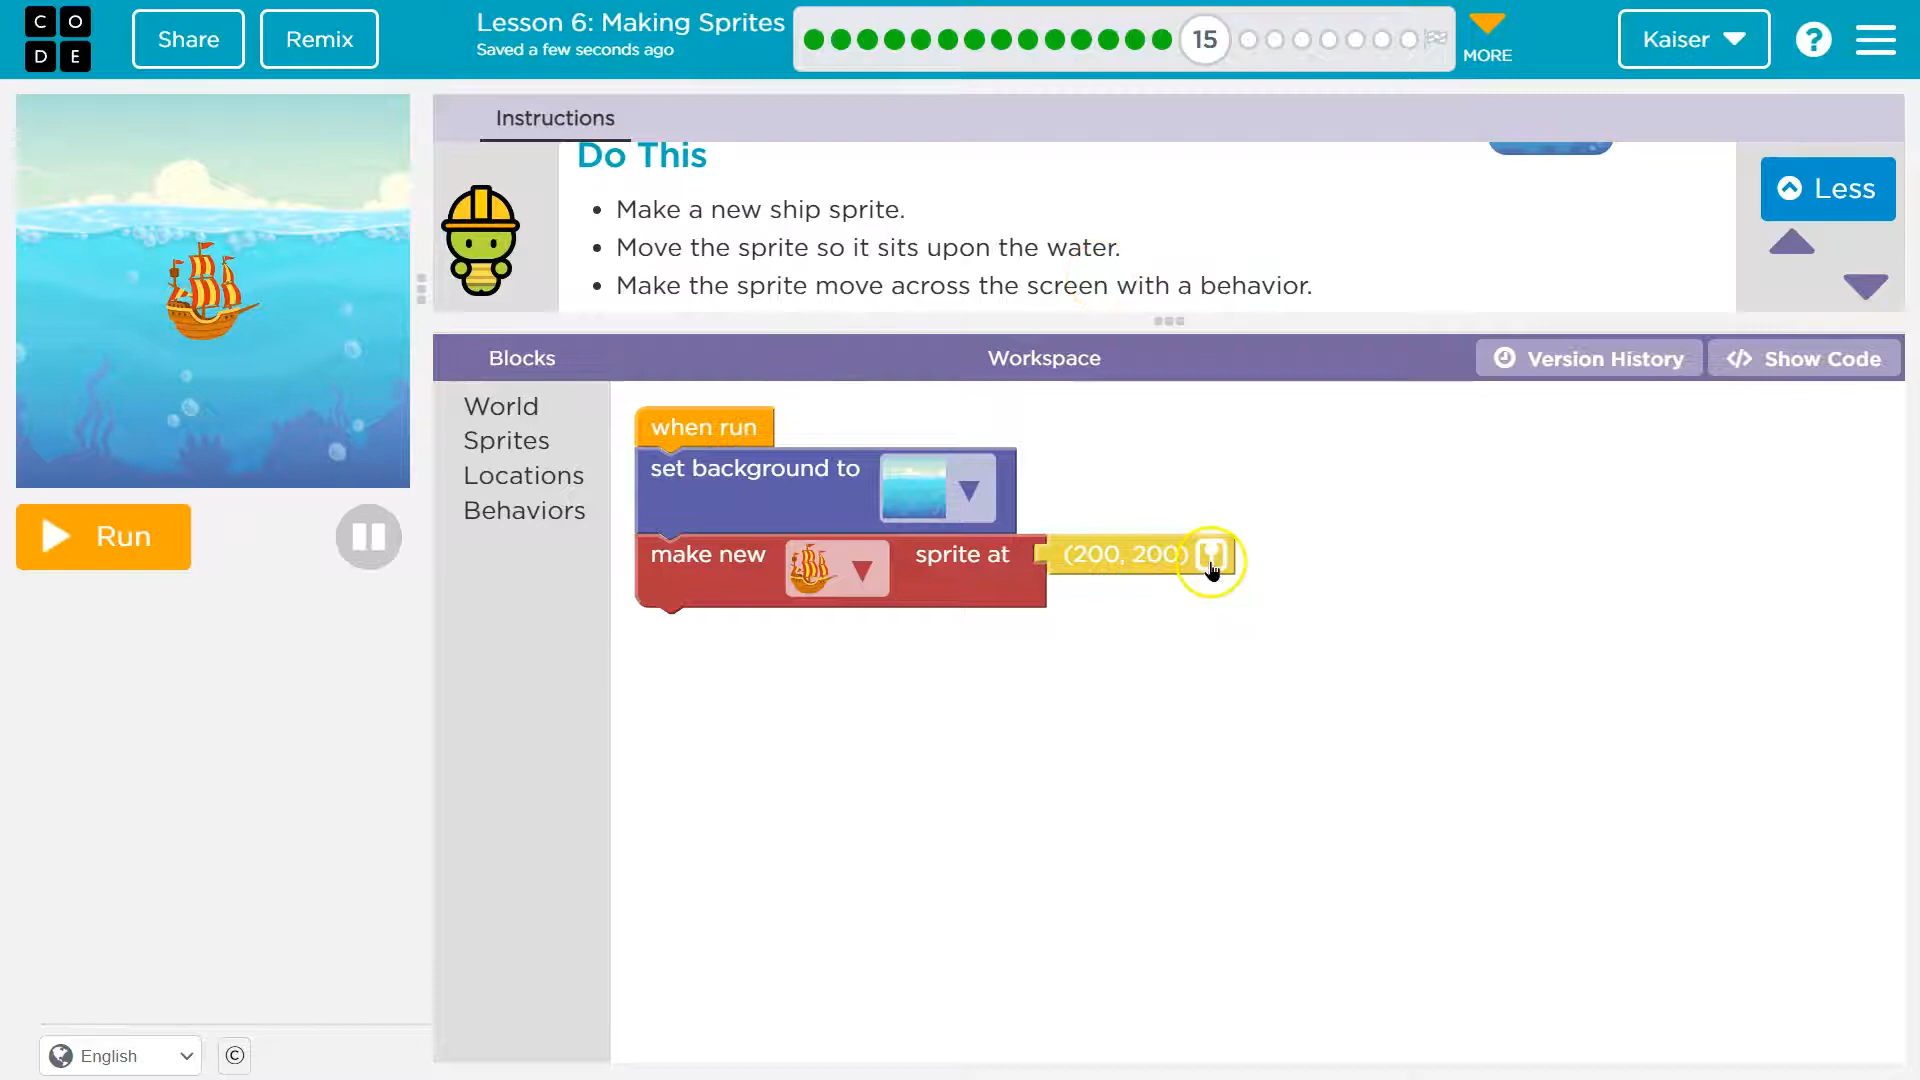 C O
D E
Share
Remix
Lesson 6: Making Sprites
Saved a few seconds ago
15
MORE
Kaiser
?
Instructions
Do This
• Make a new ship sprite.
• Move the sprite so it sits upon the water.
• Make the sprite move across the screen with a behavior.
Less
Blocks
Workspace
Version History
</> Show Code
World
Sprites
Locations
Behaviors
when run
set background to
make new
sprite at
(200, 200)
Run
English
©